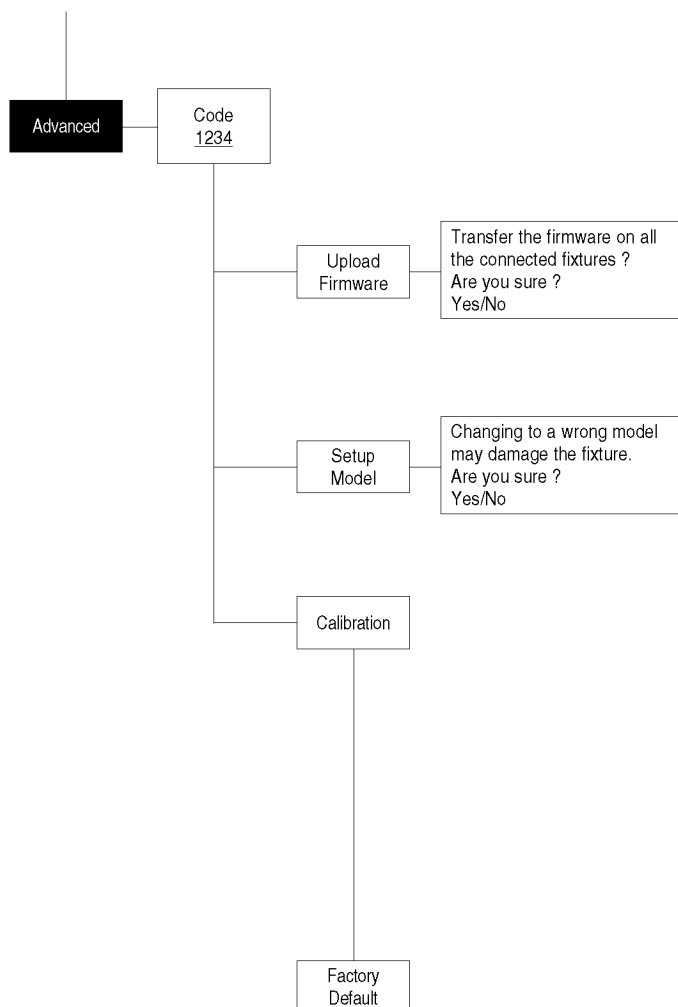 Advanced
Code
1234
Upload
Firmware
Transfer the firmware on all
the connected fixtures ?
Are you sure ?
Yes/No
Setup
Model
Changing to a wrong model
may damage the fixture.
Are you sure ?
Yes/No
Calibration
Factory
Default